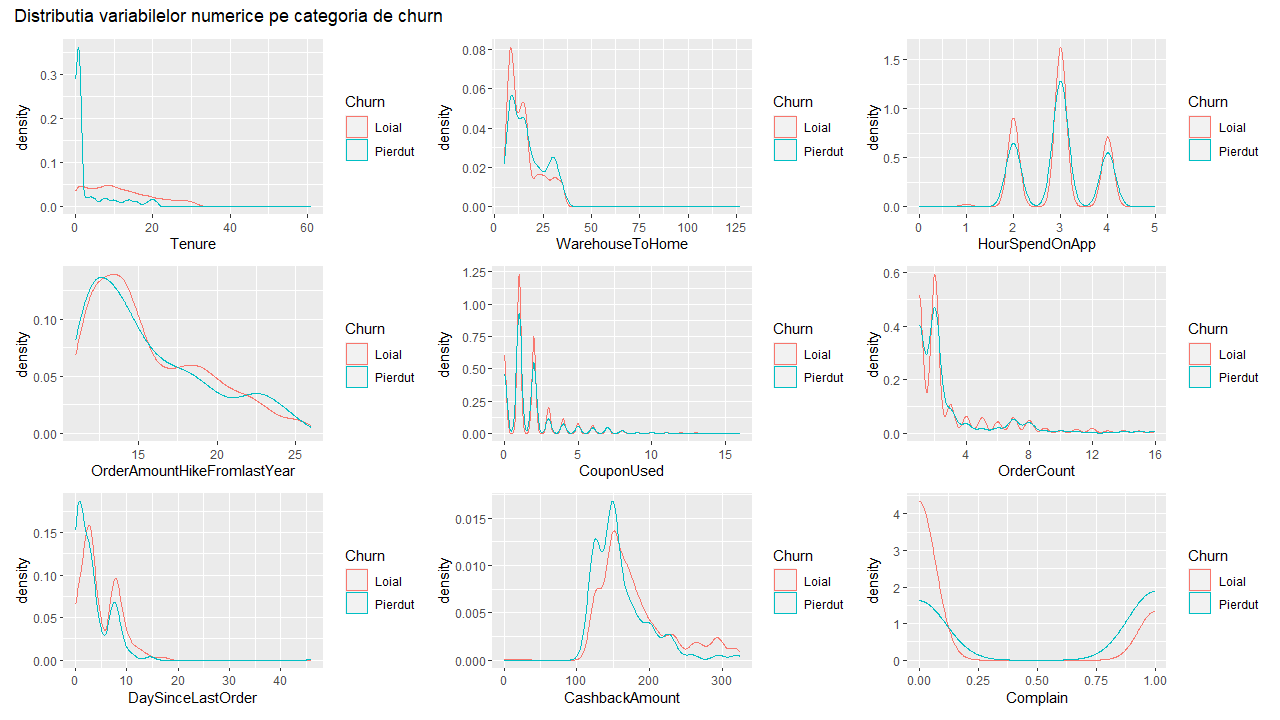 Distributia variabilelor numerice pe categoria de churn
density
0.3
0.2
0.1
0.0
0 20 40 60
Tenure
Churn
Loial
Pierdut
density
0.08
0.06
0.04
0.02
0.00
0 25 50 75 100 125
WarehouseToHome
Churn
Loial
Pierdut
density
1.5
1.0
0.5
0.0
0 1 2 3 4 5
HourSpendOnApp
Churn
Loial
Pierdut
density
0.10
0.05
0.00
15 20 25
OrderAmountHikeFromlastYear
Churn
Loial
Pierdut
density
1.25
1.00
0.75
0.50
0.25
0.00
0 5 10 15
CouponUsed
Churn
Loial
Pierdut
density
0.6
0.4
0.2
0.0
4 8 12 16
OrderCount
Churn
Loial
Pierdut
density
0.15
0.10
0.05
0.00
0 10 20 30 40
DaySinceLastOrder
Churn
Loial
Pierdut
density
0.015
0.010
0.005
0.000
0 100 200 300
CashbackAmount
Churn
Loial
Pierdut
density
4
3
2
1
0
0.00 0.25 0.50 0.75 1.00
Complain
Churn
Loial
Pierdut